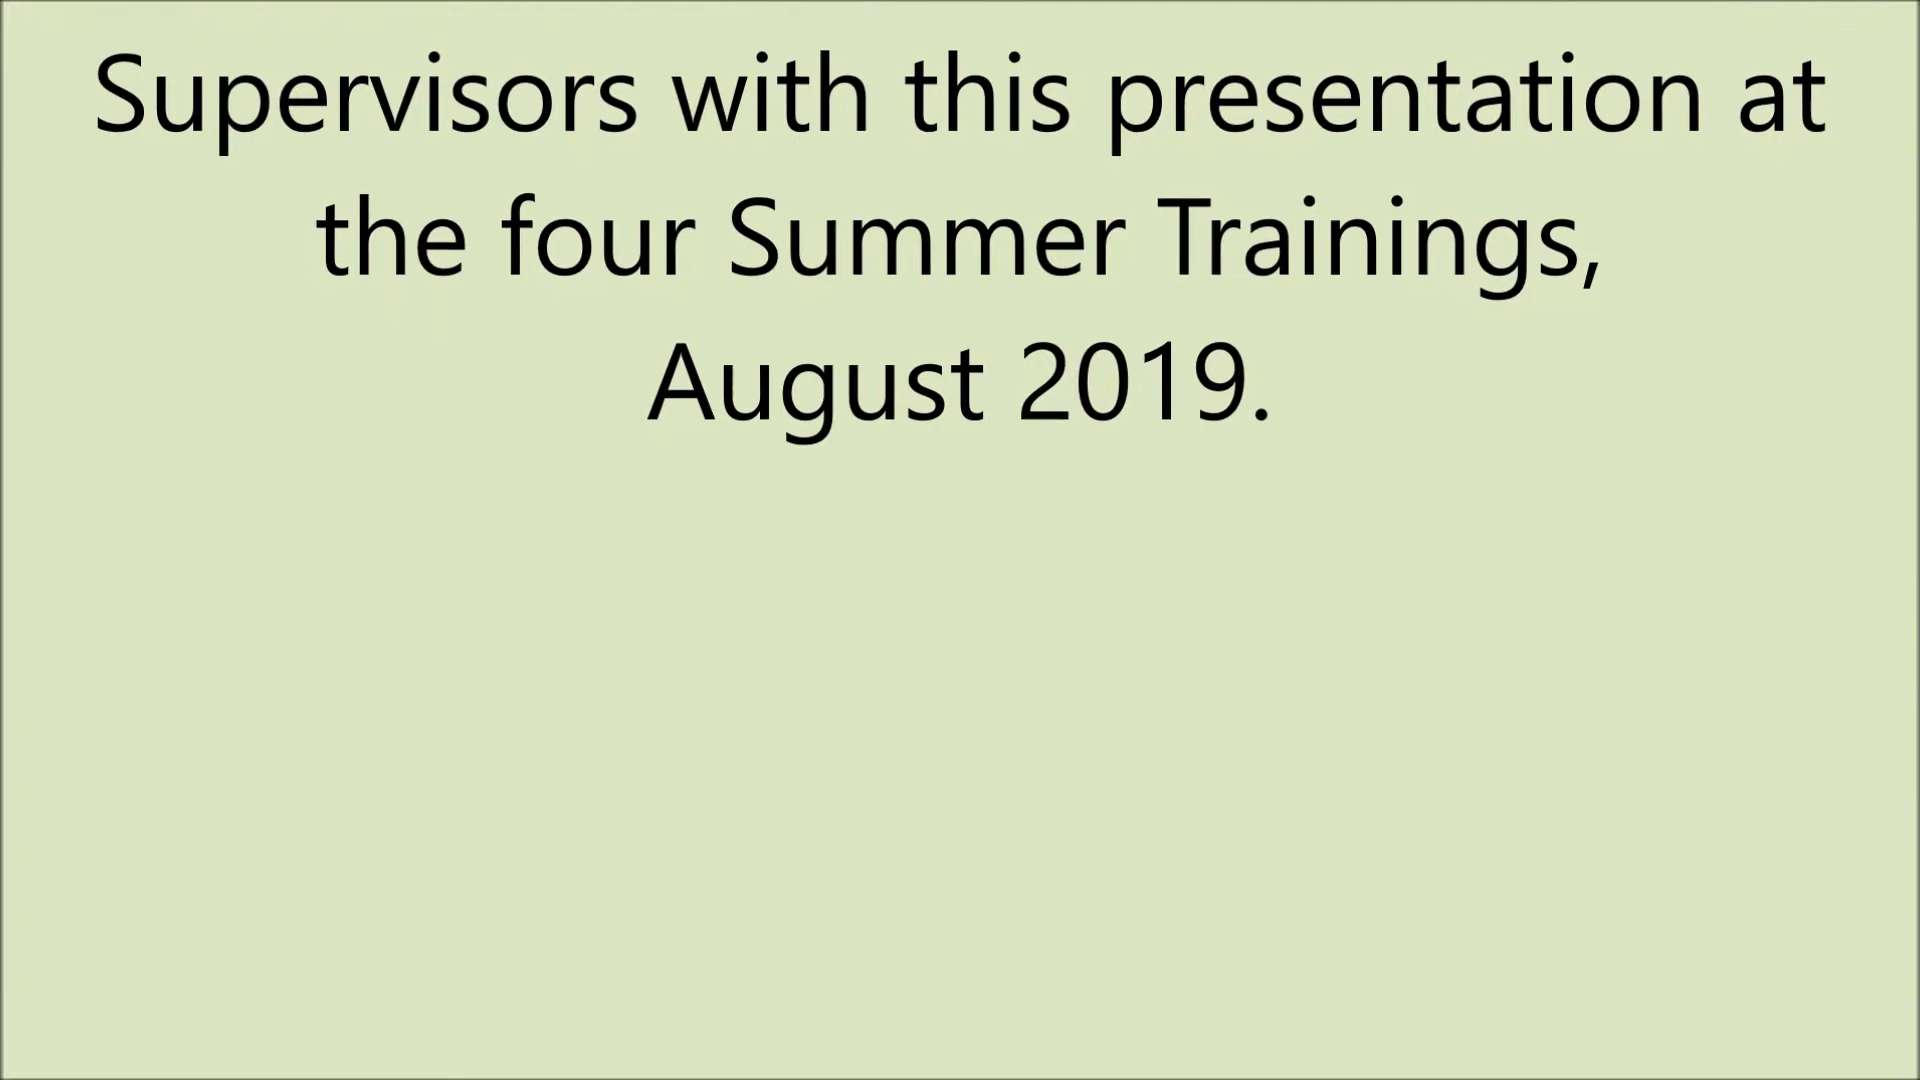 Supervisors with this presentation at
the four Summer Trainings,
August 2019.